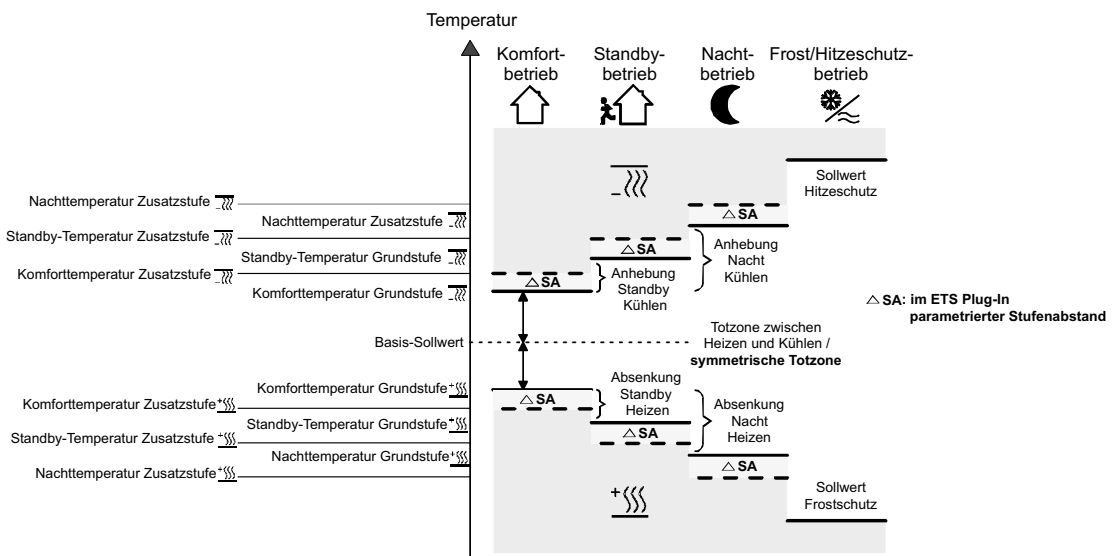 Temperatur
Komfort-
betrieb
Standby-
betrieb
Nacht-
betrieb
Frost/Hitzeschutz-
betrieb
Sollwert
Hitzeschutz
Nachttemperatur Zusatzstufe
Nachttemperatur Zusatzstufe
Standby-Temperatur Zusatzstufe
Standby-Temperatur Grundstufe
Komforttemperatur Zusatzstufe
Komforttemperatur Grundstufe
△ SA
△ SA
△ SA
Anhebung
Standby
Kühlen
Anhebung
Nacht
Kühlen
△ SA: im ETS Plug-In
parametrierter Stufenabstand
Basis-Sollwert
Totzone zwischen
Heizen und Kühlen /
symmetrische Totzone
Komforttemperatur Grundstufe
Komforttemperatur Zusatzstufe
Standby-Temperatur Grundstufe
Standby-Temperatur Zusatzstufe
Nachttemperatur Grundstufe
Nachttemperatur Zusatzstufe
△ SA
△ SA
△ SA
Absenkung
Standby
Heizen
Absenkung
Nacht
Heizen
Sollwert
Frostschutz